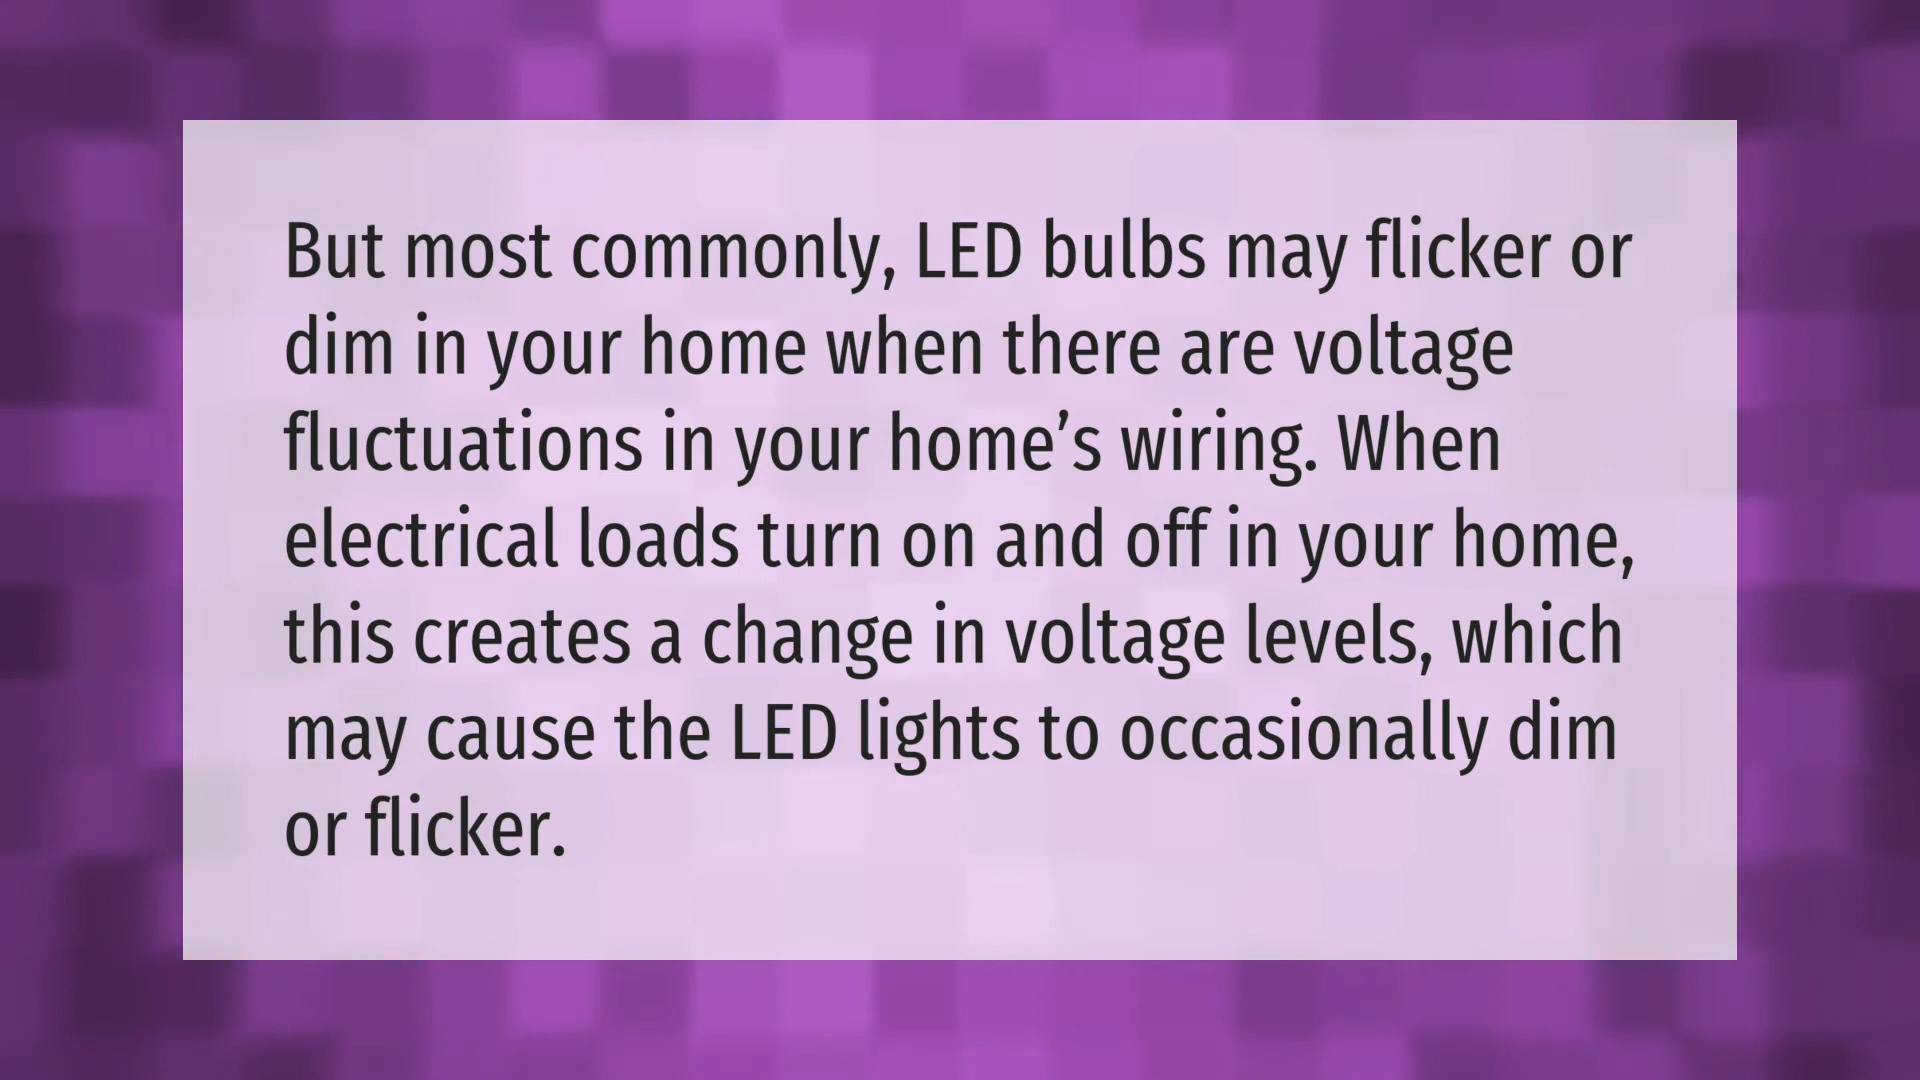 But most commonly, LED bulbs may flicker or
dim in your home when there are voltage
fluctuations in your home’s wiring. When
electrical loads turn on and off in your home,
this creates a change in voltage levels, which
may cause the LED lights to occasionally dim
or flicker.